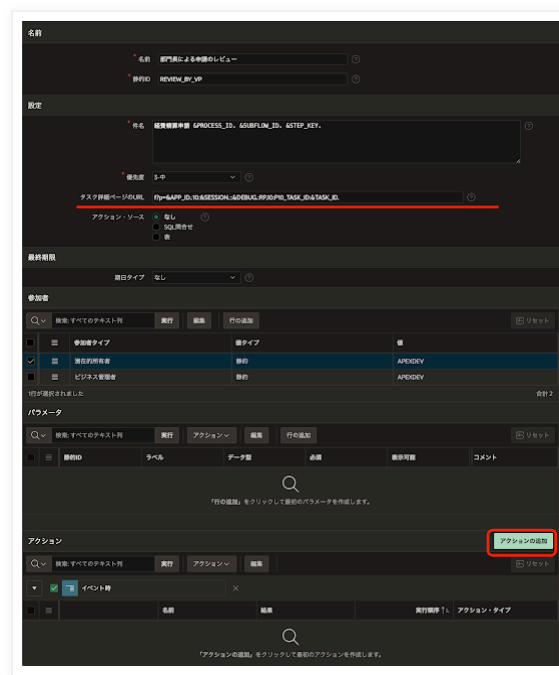 名前
* 名前 部門長による申請のレビュー
* 静的ID REVIEW_BY_VP
設定
* 件名 経費精算申請 &PROCESS_ID. &SUBFLOW_ID. &STEP_KEY.
* 優先度 3-中
タスク詳細ページのURL f?p=&APP_ID.:10:&SESSION.::&DEBUG.:RP,10:P10_TASK_ID:&TASK_ID.
アクション・ソース なし
SQL問合せ
表
最終期限
期日タイプ なし
参加者
検索: すべてのテキスト列 実行 編集 行の追加 リセット
参加者タイプ 値タイプ 値
潜在的所有者 静的 APEXDEV
ビジネス管理者 静的 APEXDEV
1行が選択されました 合計2
パラメータ
検索: すべてのテキスト列 実行 アクション 編集 行の追加 リセット
静的ID ラベル データ型 必須 表示可能 コメント
「行の追加」をクリックして最初のパラメータを作成します。
アクション アクションの追加
検索: すべてのテキスト列 実行 アクション 編集 リセット
イベント時
名前 結果 実行順序 アクション・タイプ
「アクションの追加」をクリックして最初のアクションを作成します。